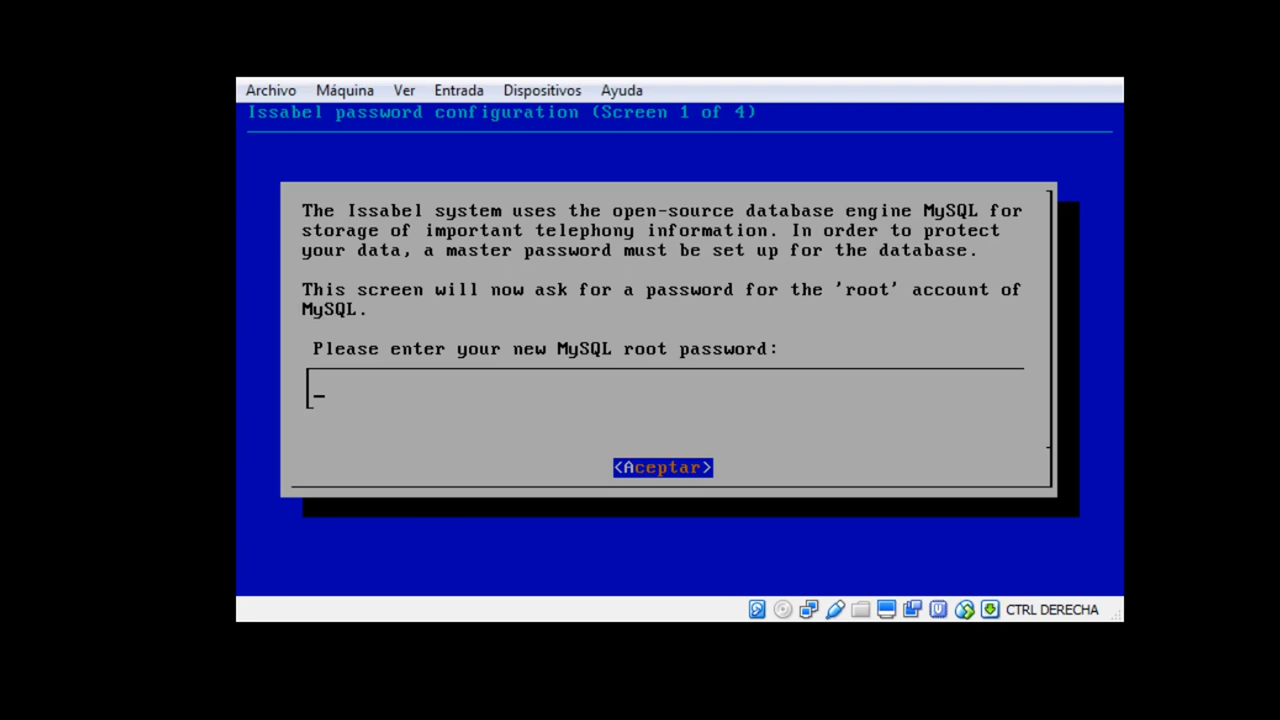 Archivo Máquina Ver Entrada Dispositivos Ayuda
Issabel password configuration (Screen 1 of 4)
The Issabel system uses the open-source database engine MySQL for
storage of important telephony information. In order to protect
your data, a master password must be set up for the database.
This screen will now ask for a password for the 'root' account of
MySQL.
Please enter your new MySQL root password:
<Aceptar>
CTRL DERECHA